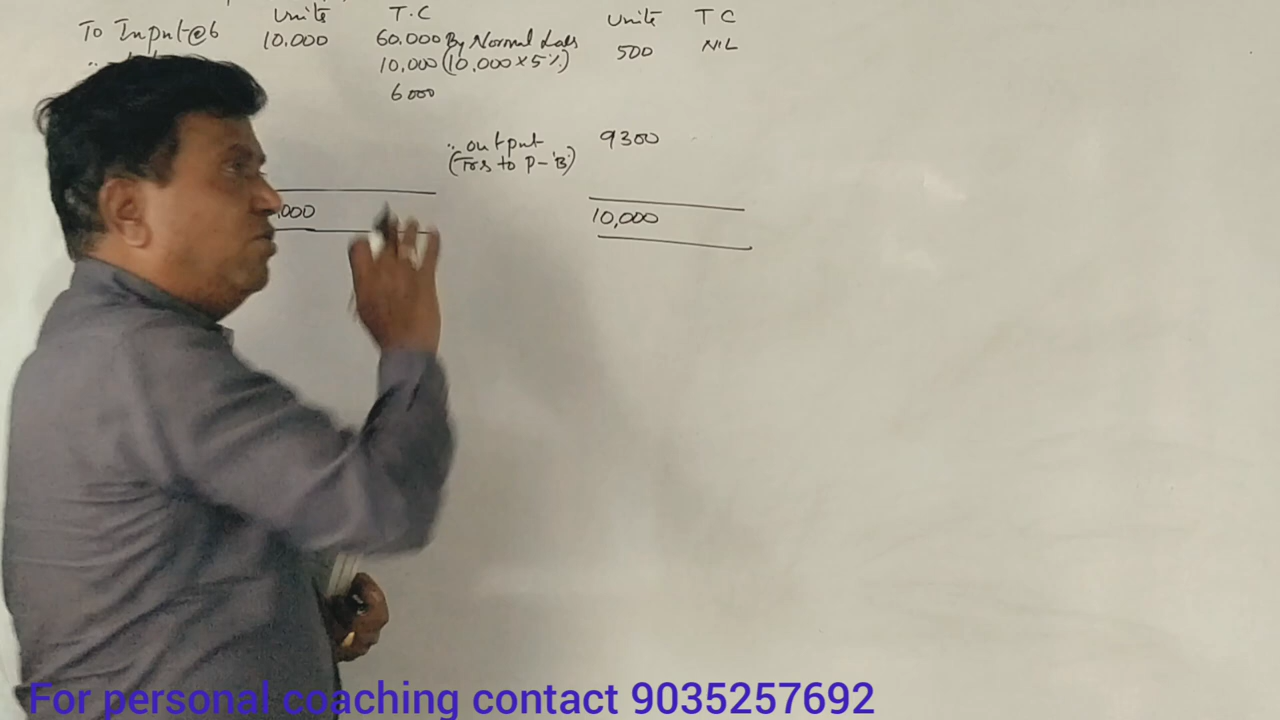 Units T.C Units T C
To Input@6 10,000 60,000 By Normal Loss 500 NIL
10,000 (10,000 x 5%)
6000
,, output 9300
(Trs to P-'B')
,000 10,000
For personal coaching contact 9035257692